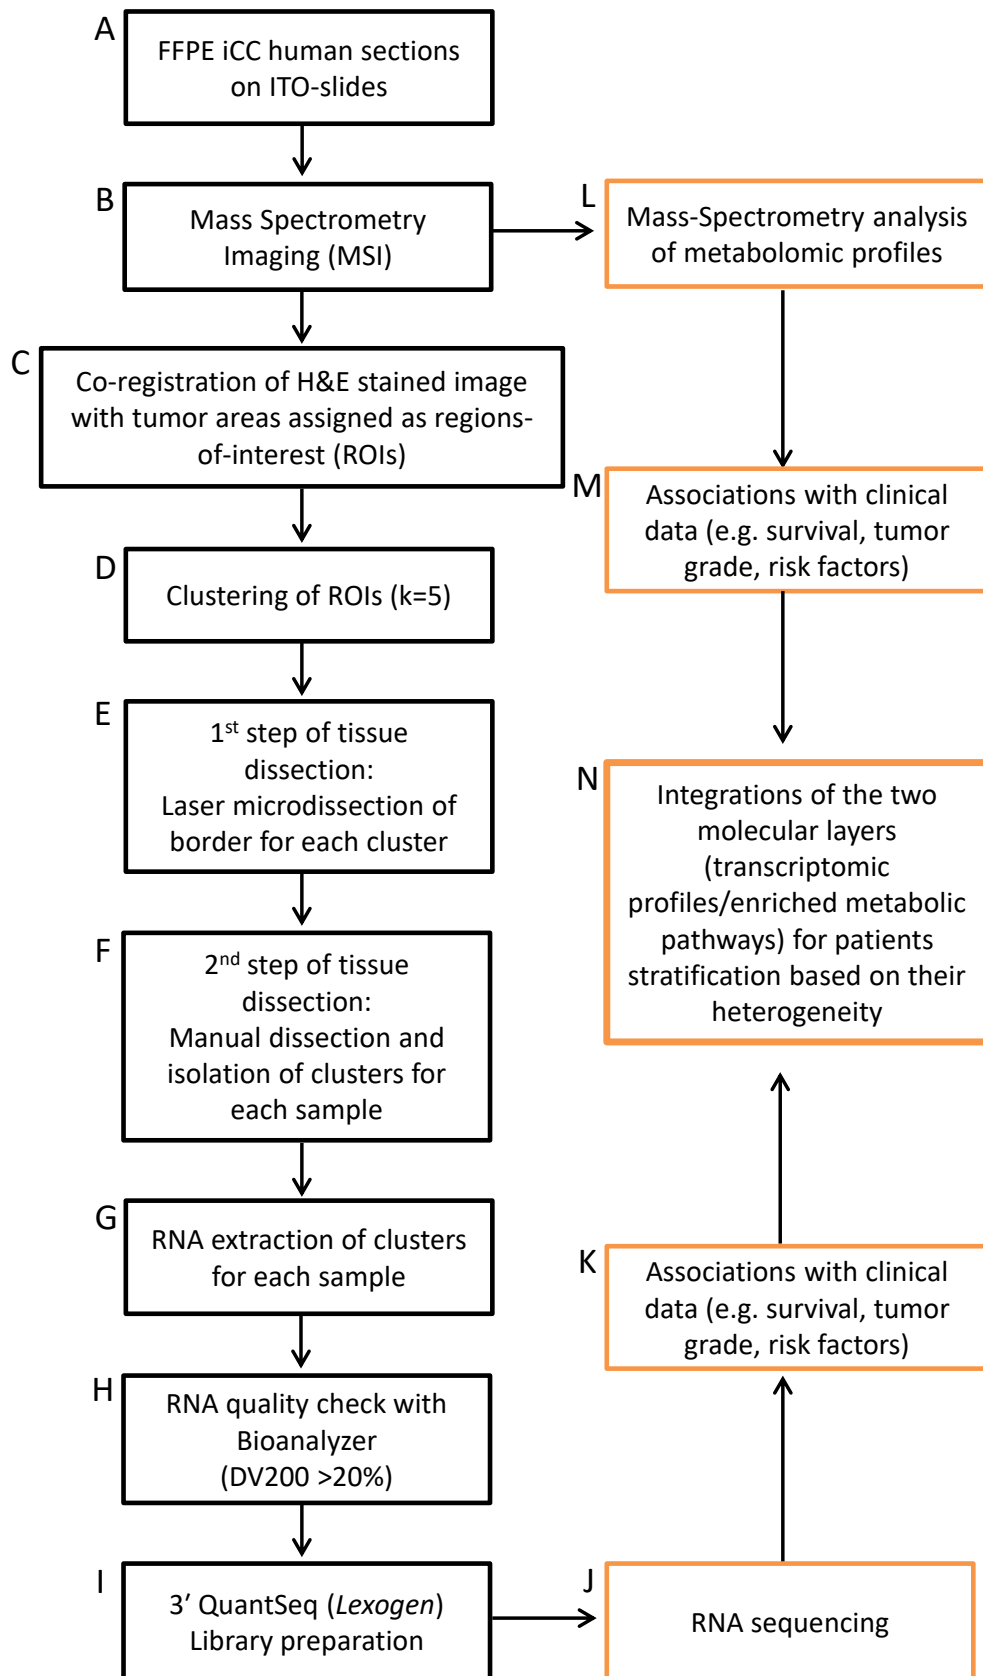 A
FFPE iCC human sections
on ITO-slides
B
Mass Spectrometry
Imaging (MSI)
L
Mass-Spectrometry analysis
of metabolomic profiles
C
Co-registration of H&E stained image
with tumor areas assigned as regions-
of-interest (ROIs)
M
Associations with clinical
data (e.g. survival, tumor
grade, risk factors)
D
Clustering of ROIs (k=5)
E
1st step of tissue
dissection:
Laser microdissection of
border for each cluster
N
Integrations of the two
molecular layers
(transcriptomic
profiles/enriched metabolic
pathways) for patients
stratification based on their
heterogeneity
F
2nd step of tissue
dissection:
Manual dissection and
isolation of clusters for
each sample
G
RNA extraction of clusters
for each sample
K
Associations with clinical
data (e.g. survival, tumor
grade, risk factors)
H
RNA quality check with
Bioanalyzer
(DV200 >20%)
I
3’ QuantSeq (Lexogen)
Library preparation
J
RNA sequencing